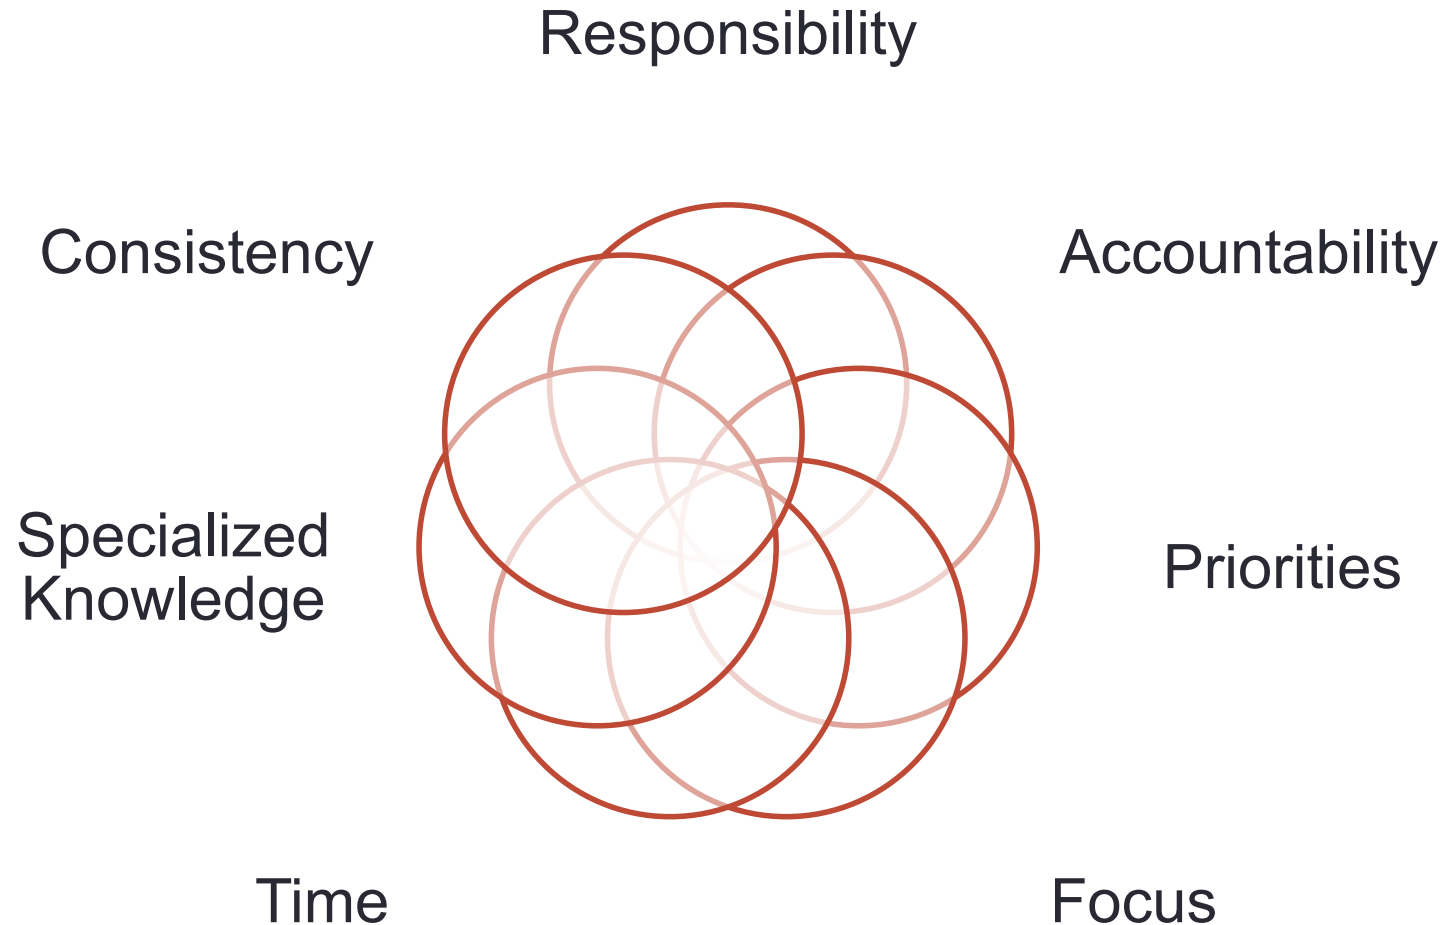 Responsibility
Consistency
Accountability
Specialized
Knowledge
Priorities
Time
Focus